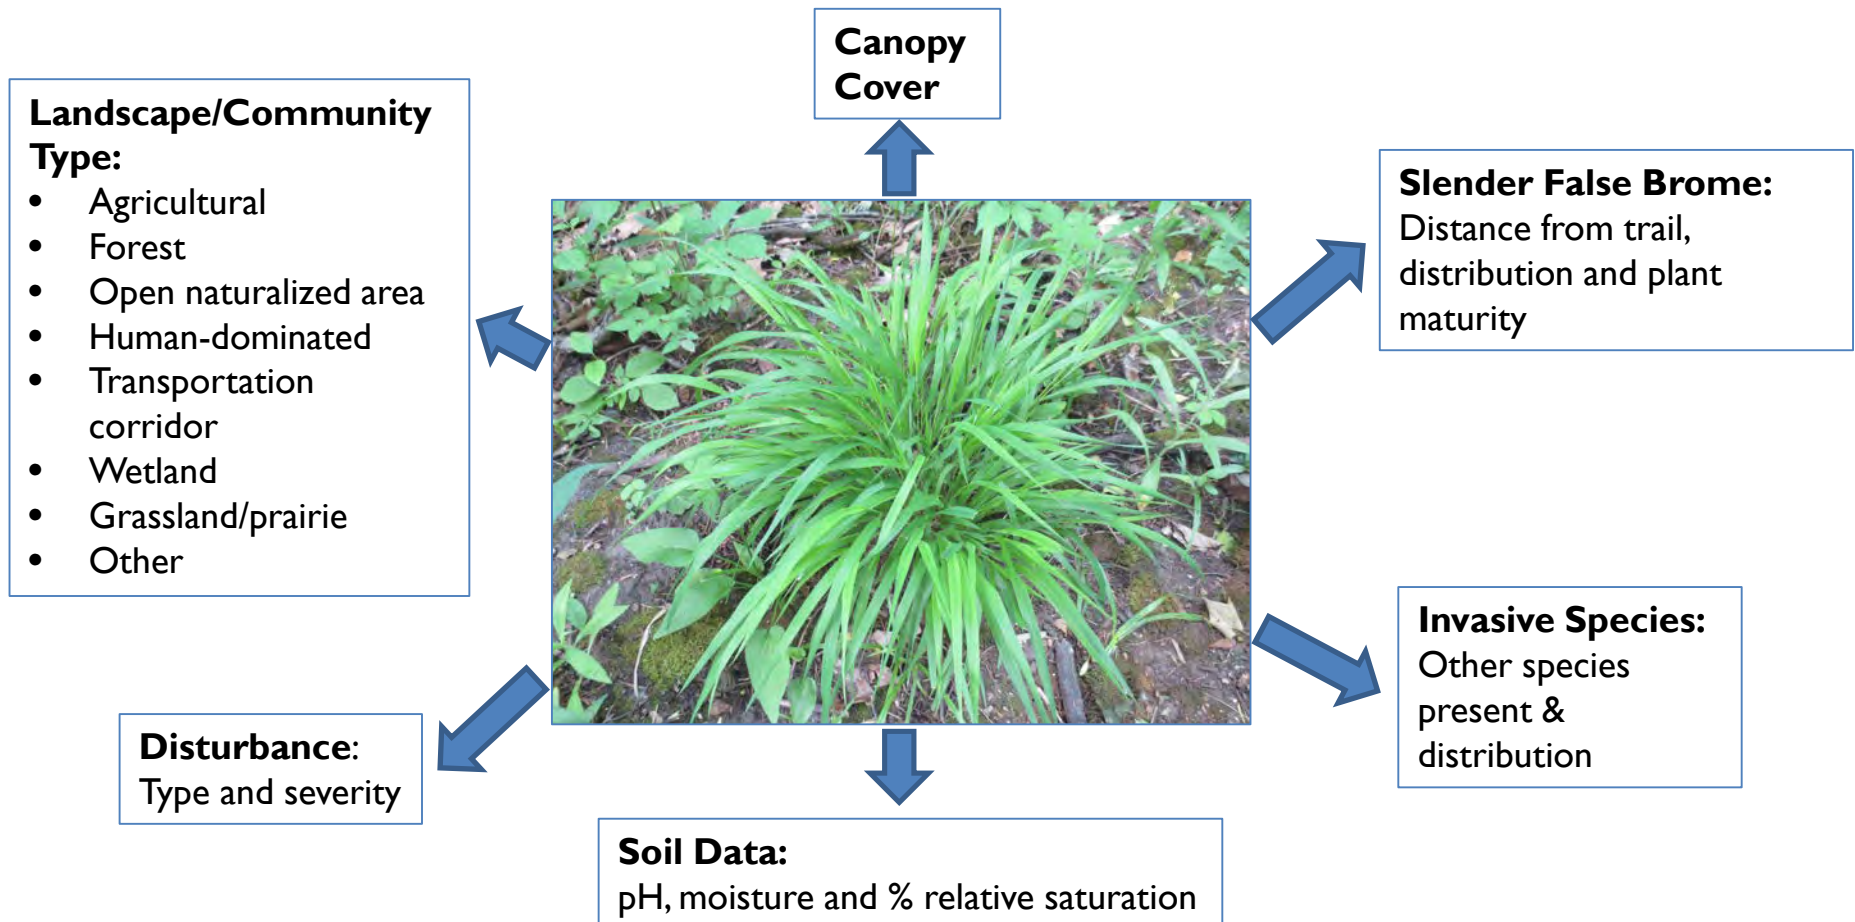 Canopy
Cover
Landscape/Community
Type:
• Agricultural
• Forest
• Open naturalized area
• Human-dominated
• Transportation
corridor
• Wetland
• Grassland/prairie
• Other
Slender False Brome:
Distance from trail,
distribution and plant
maturity
Invasive Species:
Other species
present &
distribution
Disturbance:
Type and severity
Soil Data:
pH, moisture and % relative saturation